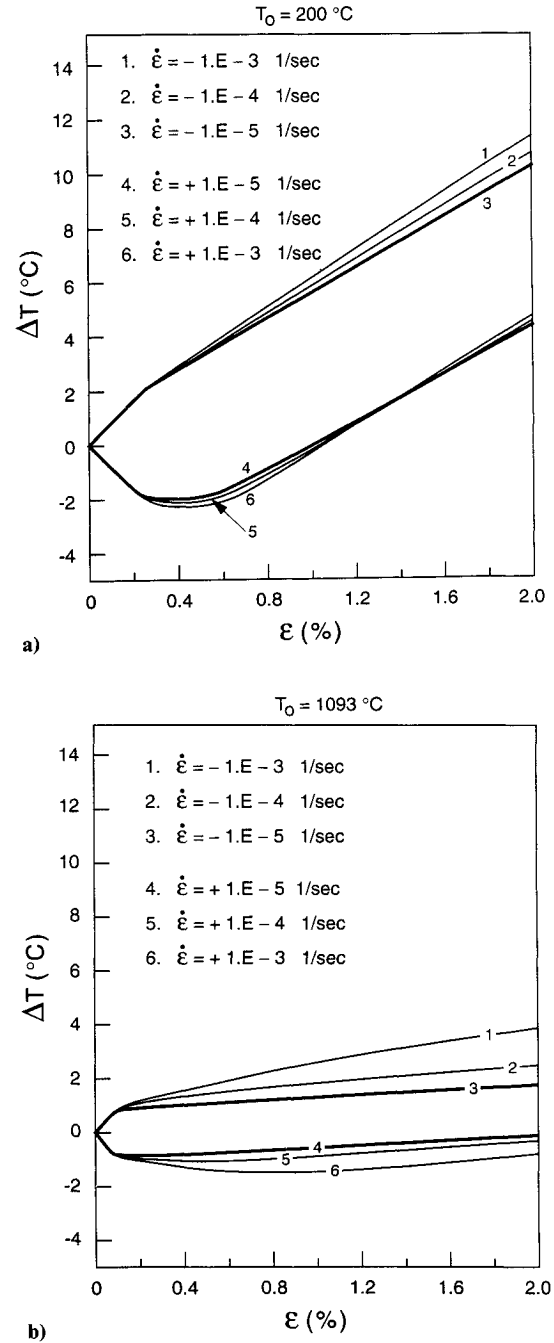 T₀ = 200 °C
14
12
10
8
6
4
2
0
-2
-4
ΔT (°C)
1. ε̇ = – 1.E – 3 1/sec
2. ε̇ = – 1.E – 4 1/sec
3. ε̇ = – 1.E – 5 1/sec
4. ε̇ = + 1.E – 5 1/sec
5. ε̇ = + 1.E – 4 1/sec
6. ε̇ = + 1.E – 3 1/sec
1
2
3
4
6
5
0 0.4 0.8 1.2 1.6 2.0
ε (%)
a)
T₀ = 1093 °C
14
12
10
8
6
4
2
0
-2
-4
ΔT (°C)
1. ε̇ = – 1.E – 3 1/sec
2. ε̇ = – 1.E – 4 1/sec
3. ε̇ = – 1.E – 5 1/sec
4. ε̇ = + 1.E – 5 1/sec
5. ε̇ = + 1.E – 4 1/sec
6. ε̇ = + 1.E – 3 1/sec
1
2
3
4
5
6
0 0.4 0.8 1.2 1.6 2.0
ε (%)
b)